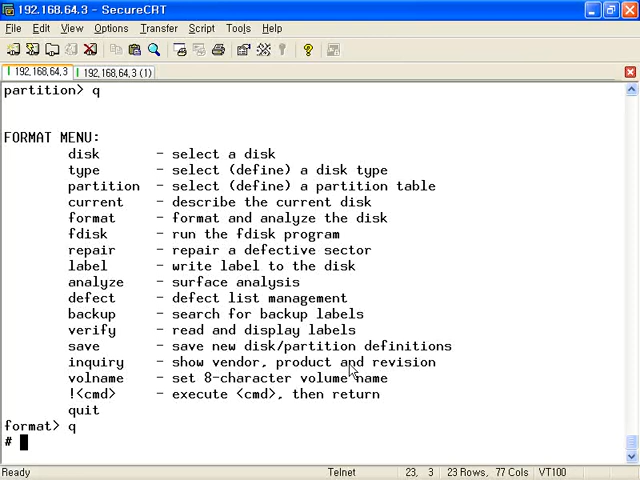 192.168.64.3 - SecureCRT
File Edit View Options Transfer Script Tools Help
192,168,64,3 192,168,64,3 (1)
partition> q
FORMAT MENU:
disk - select a disk
type - select (define) a disk type
partition - select (define) a partition table
current - describe the current disk
format - format and analyze the disk
fdisk - run the fdisk program
repair - repair a defective sector
label - write label to the disk
analyze - surface analysis
defect - defect list management
backup - search for backup labels
verify - read and display labels
save - save new disk/partition definitions
inquiry - show vendor, product and revision
volname - set 8-character volume name
!<cmd> - execute <cmd>, then return
quit
format> q
#
Ready Telnet 23, 3 23 Rows, 77 Cols VT100